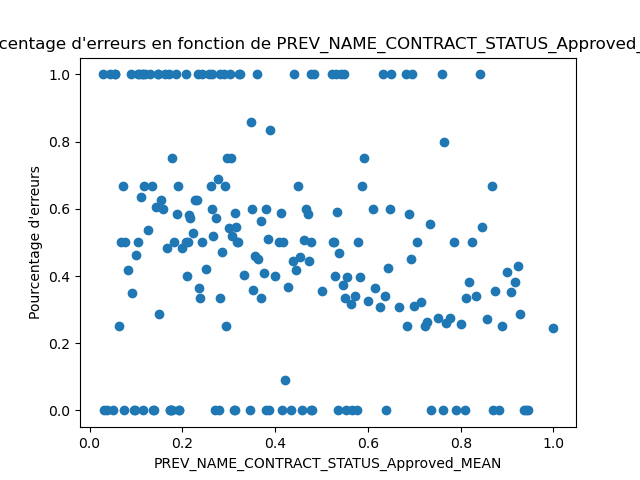 centage d'erreurs en fonction de PREV_NAME_CONTRACT_STATUS_Approved_
1.0
0.8
0.6
0.4
0.2
0.0
Pourcentage d'erreurs
0.0 0.2 0.4 0.6 0.8 1.0
PREV_NAME_CONTRACT_STATUS_Approved_MEAN